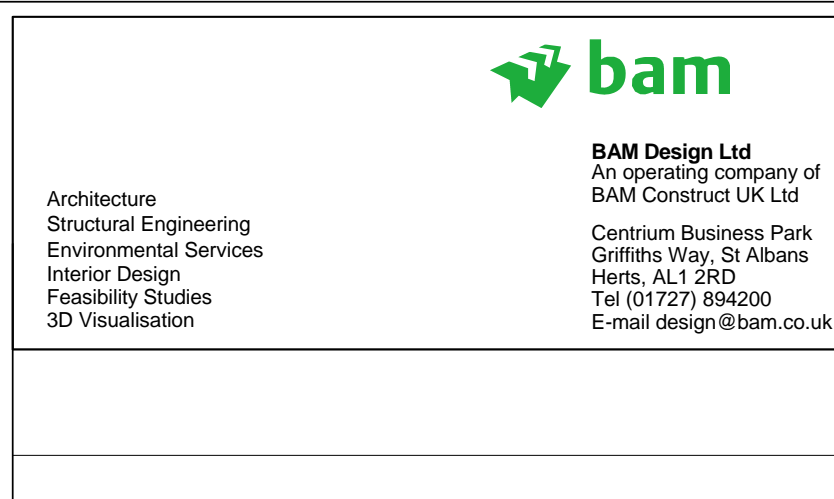 bam
BAM Design Ltd
An operating company of
BAM Construct UK Ltd
Centrium Business Park
Griffiths Way, St Albans
Herts, AL1 2RD
Tel (01727) 894200
E-mail design@bam.co.uk
Architecture
Structural Engineering
Environmental Services
Interior Design
Feasibility Studies
3D Visualisation